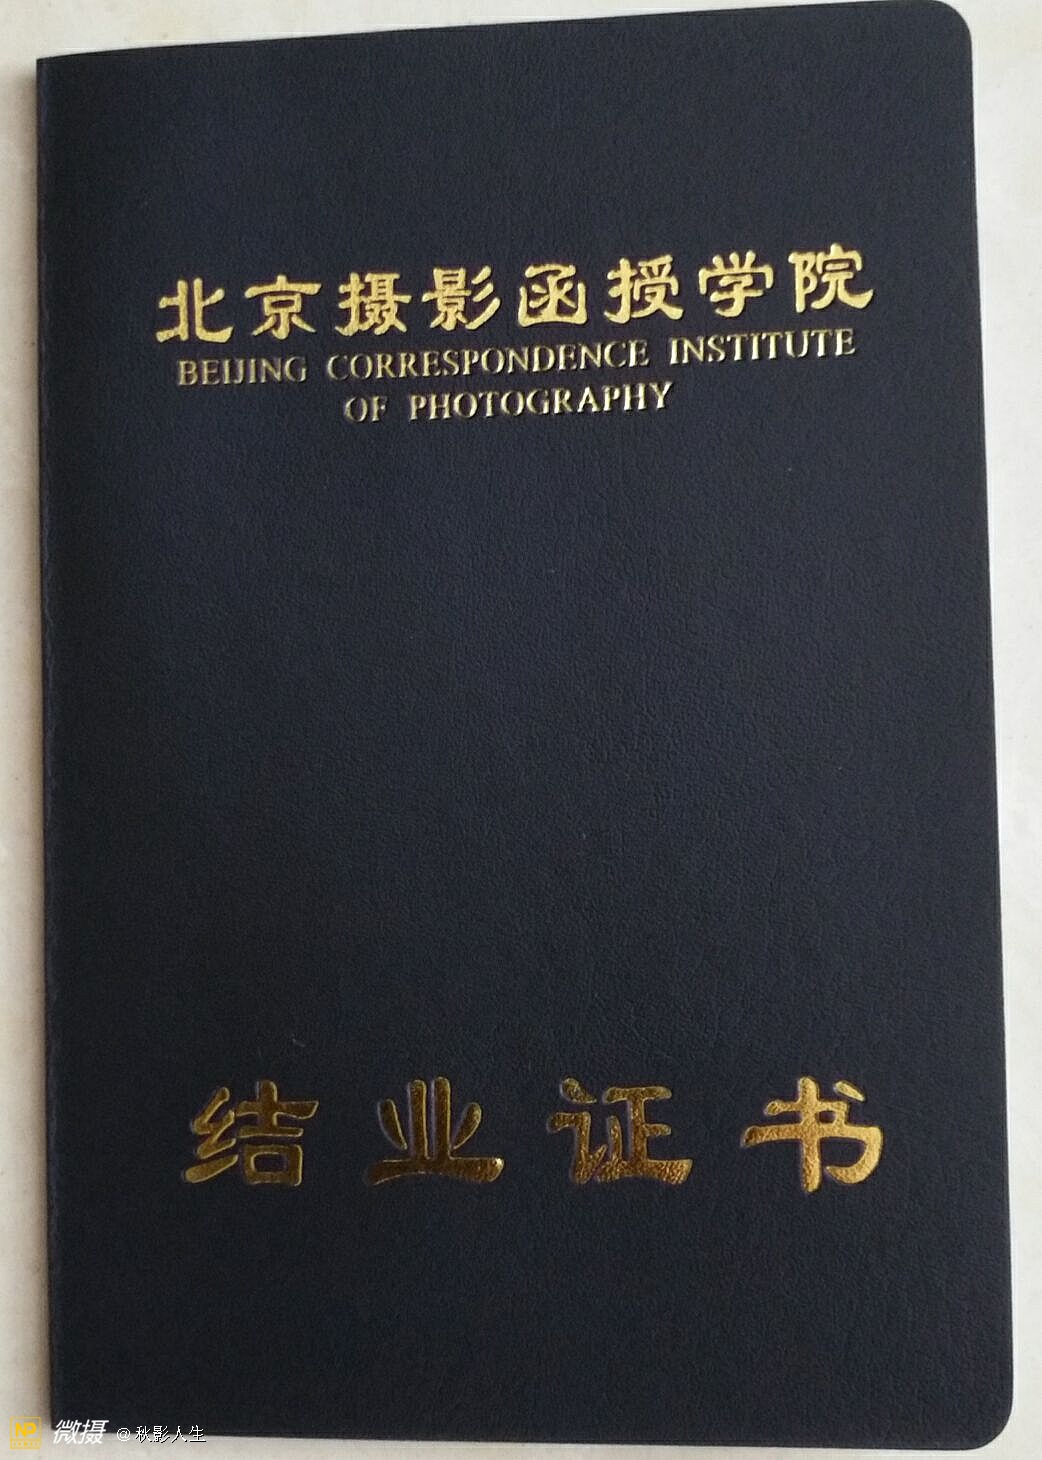 北京摄影函授学院
BEIJING CORRESPONDENCE INSTITUTE
OF PHOTOGRAPHY
结业证书
NP 微摄 @秋影人生